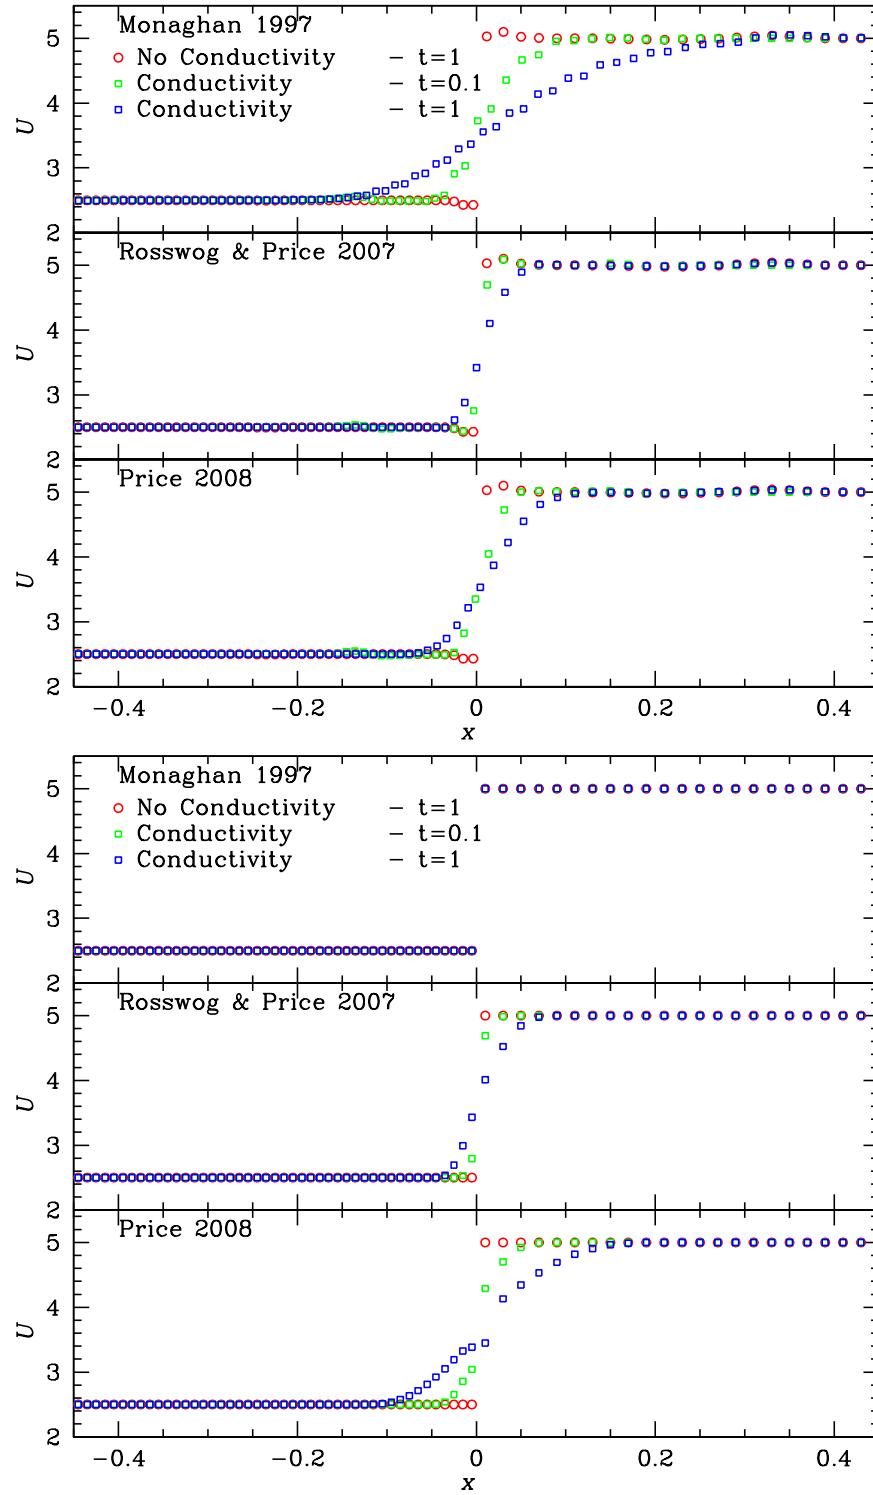 Monaghan 1997
No Conductivity – t=1
Conductivity – t=0.1
Conductivity – t=1
5
4
3
2
U
Rosswog & Price 2007
5
4
3
2
U
Price 2008
5
4
3
2
U
−0.4 −0.2 0 0.2 0.4
x
Monaghan 1997
No Conductivity – t=1
Conductivity – t=0.1
Conductivity – t=1
5
4
3
2
U
Rosswog & Price 2007
5
4
3
2
U
Price 2008
5
4
3
2
U
−0.4 −0.2 0 0.2 0.4
x